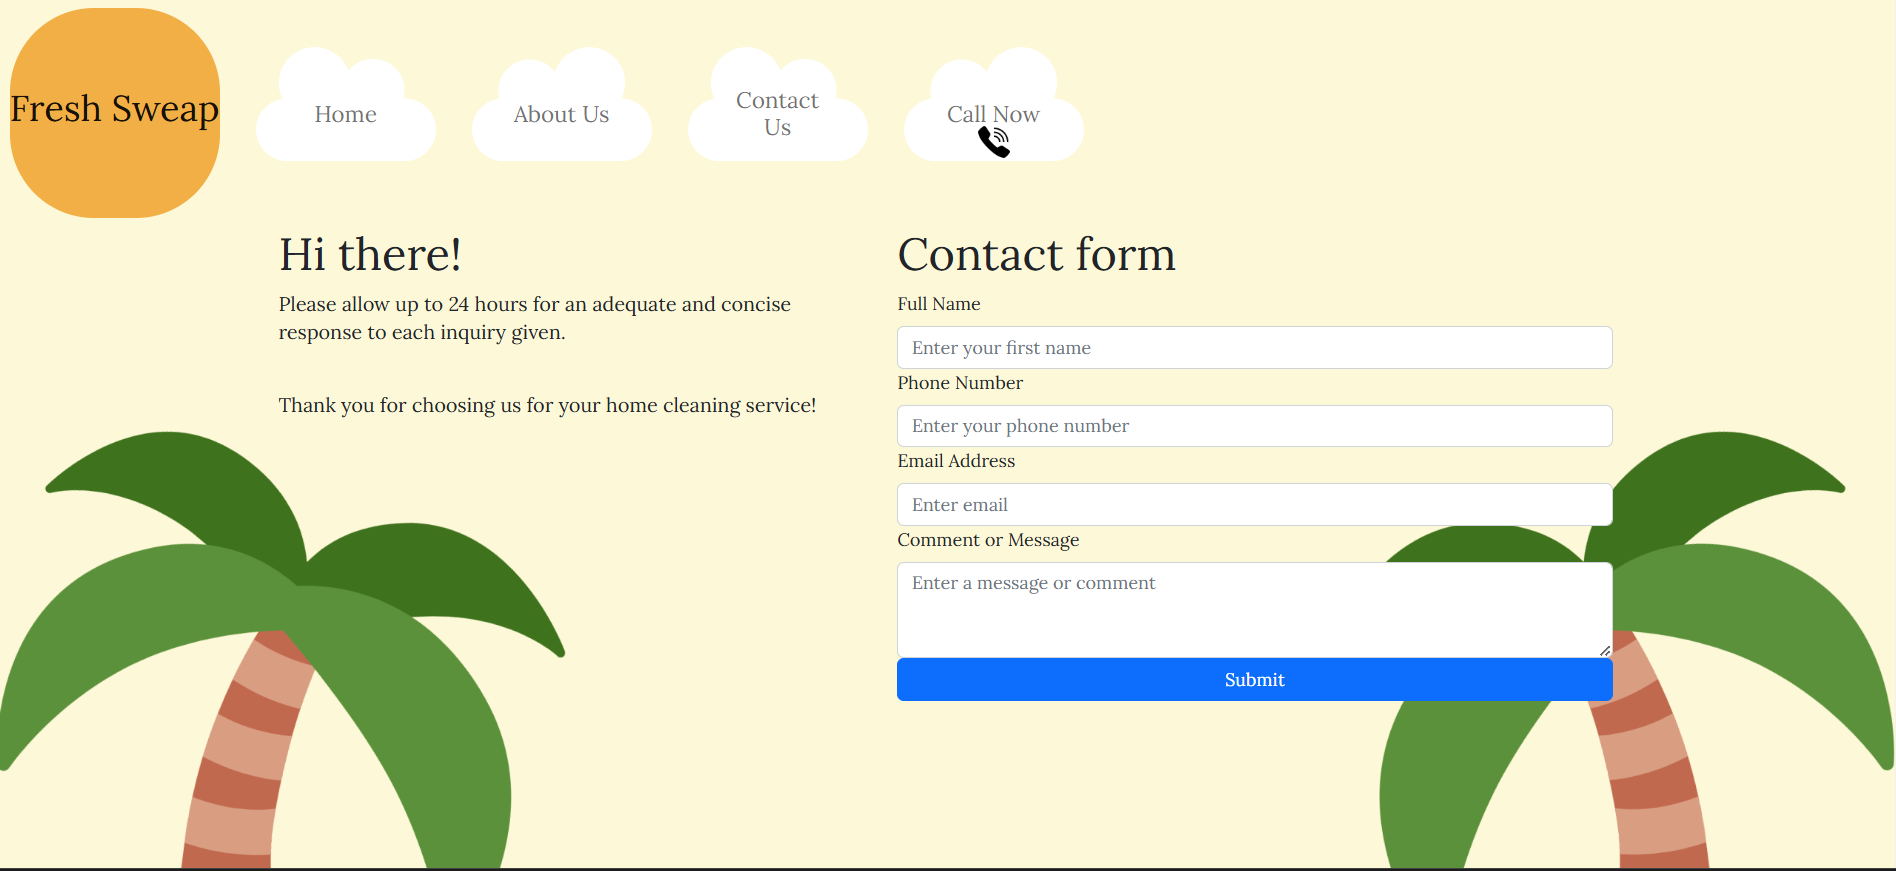 Fresh Sweap
Home
About Us
Contact
Us
Call Now
Hi there!
Please allow up to 24 hours for an adequate and concise
response to each inquiry given.
Thank you for choosing us for your home cleaning service!
Contact form
Full Name
Enter your first name
Phone Number
Enter your phone number
Email Address
Enter email
Comment or Message
Enter a message or comment
Submit